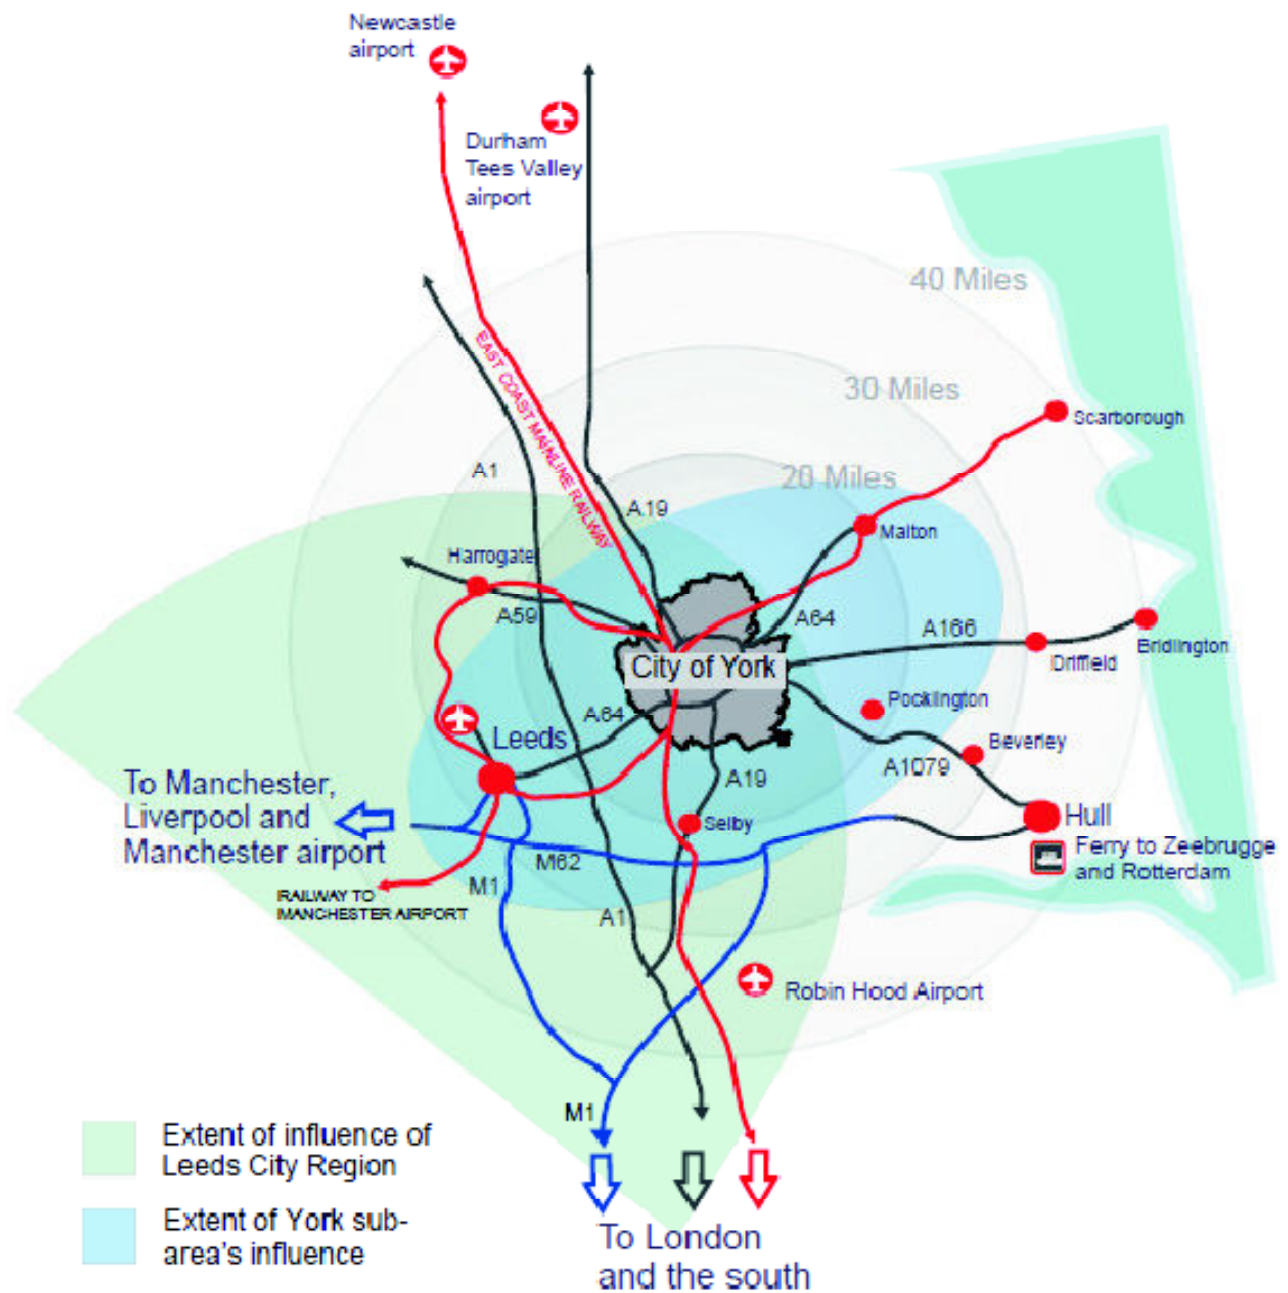 Newcastle
airport
Durham
Tees Valley
airport
40 Miles
30 Miles
20 Miles
EAST COAST MAINLINE RAILWAY
Scarborough
A1
A19
Malton
Harrogate
A59
A64
A166
Bridlington
Driffield
City of York
Pocklington
A64
Leeds
Beverley
A1079
A19
To Manchester,
Liverpool and
Manchester airport
Selby
Hull
Ferry to Zeebrugge
and Rotterdam
M62
M1
RAILWAY TO
MANCHESTER AIRPORT
A1
Robin Hood Airport
M1
Extent of influence of
Leeds City Region
Extent of York sub-
area's influence
To London
and the south